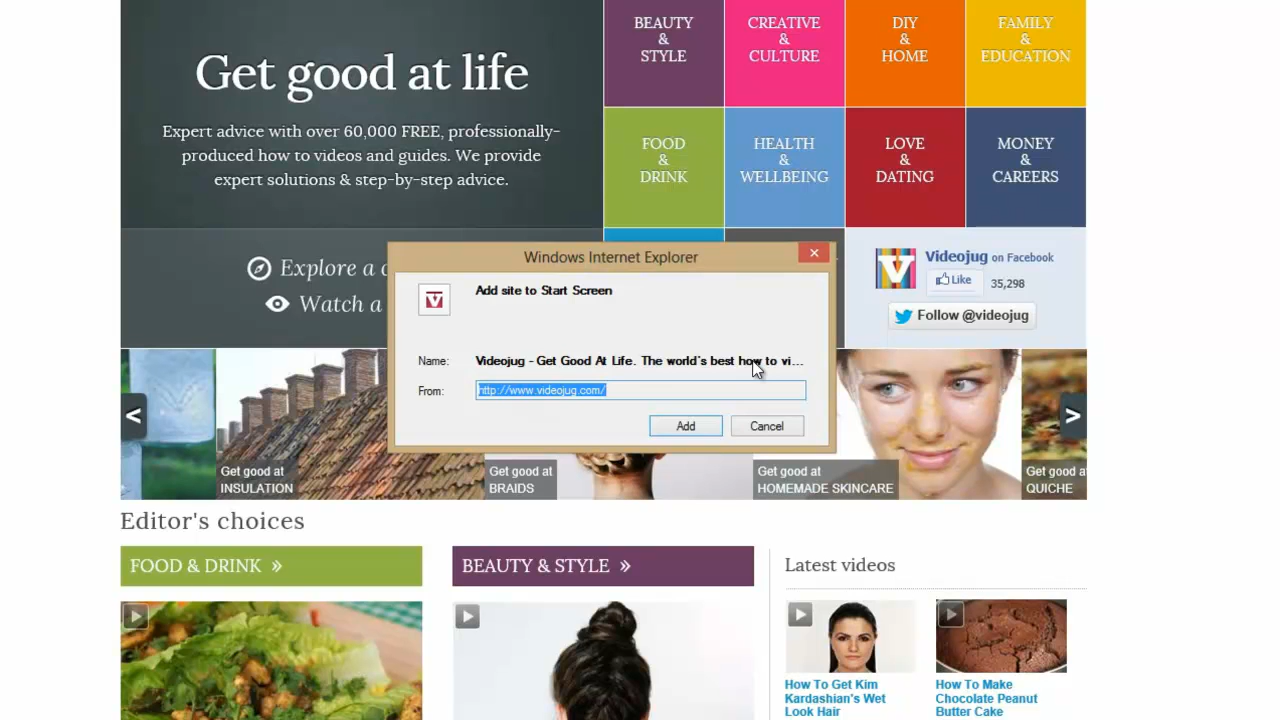 Get good at life
Expert advice with over 60,000 FREE, professionally-
produced how to videos and guides. We provide
expert solutions & step-by-step advice.
BEAUTY
&
STYLE
CREATIVE
&
CULTURE
DIY
&
HOME
FAMILY
&
EDUCATION
FOOD
&
DRINK
HEALTH
&
WELLBEING
LOVE
&
DATING
MONEY
&
CAREERS
Explore a c
Watch a
Videojug on Facebook
Like 35,298
Follow @videojug
Windows Internet Explorer
Add site to Start Screen
Name: Videojug - Get Good At Life. The world's best how to vi...
From: http://www.videojug.com/
Add Cancel
< >
Get good at
INSULATION
Get good at
BRAIDS
Get good at
HOMEMADE SKINCARE
Get good at
QUICHE
Editor's choices
FOOD & DRINK »
BEAUTY & STYLE »
Latest videos
How To Get Kim
Kardashian's Wet
Look Hair
How To Make
Chocolate Peanut
Butter Cake